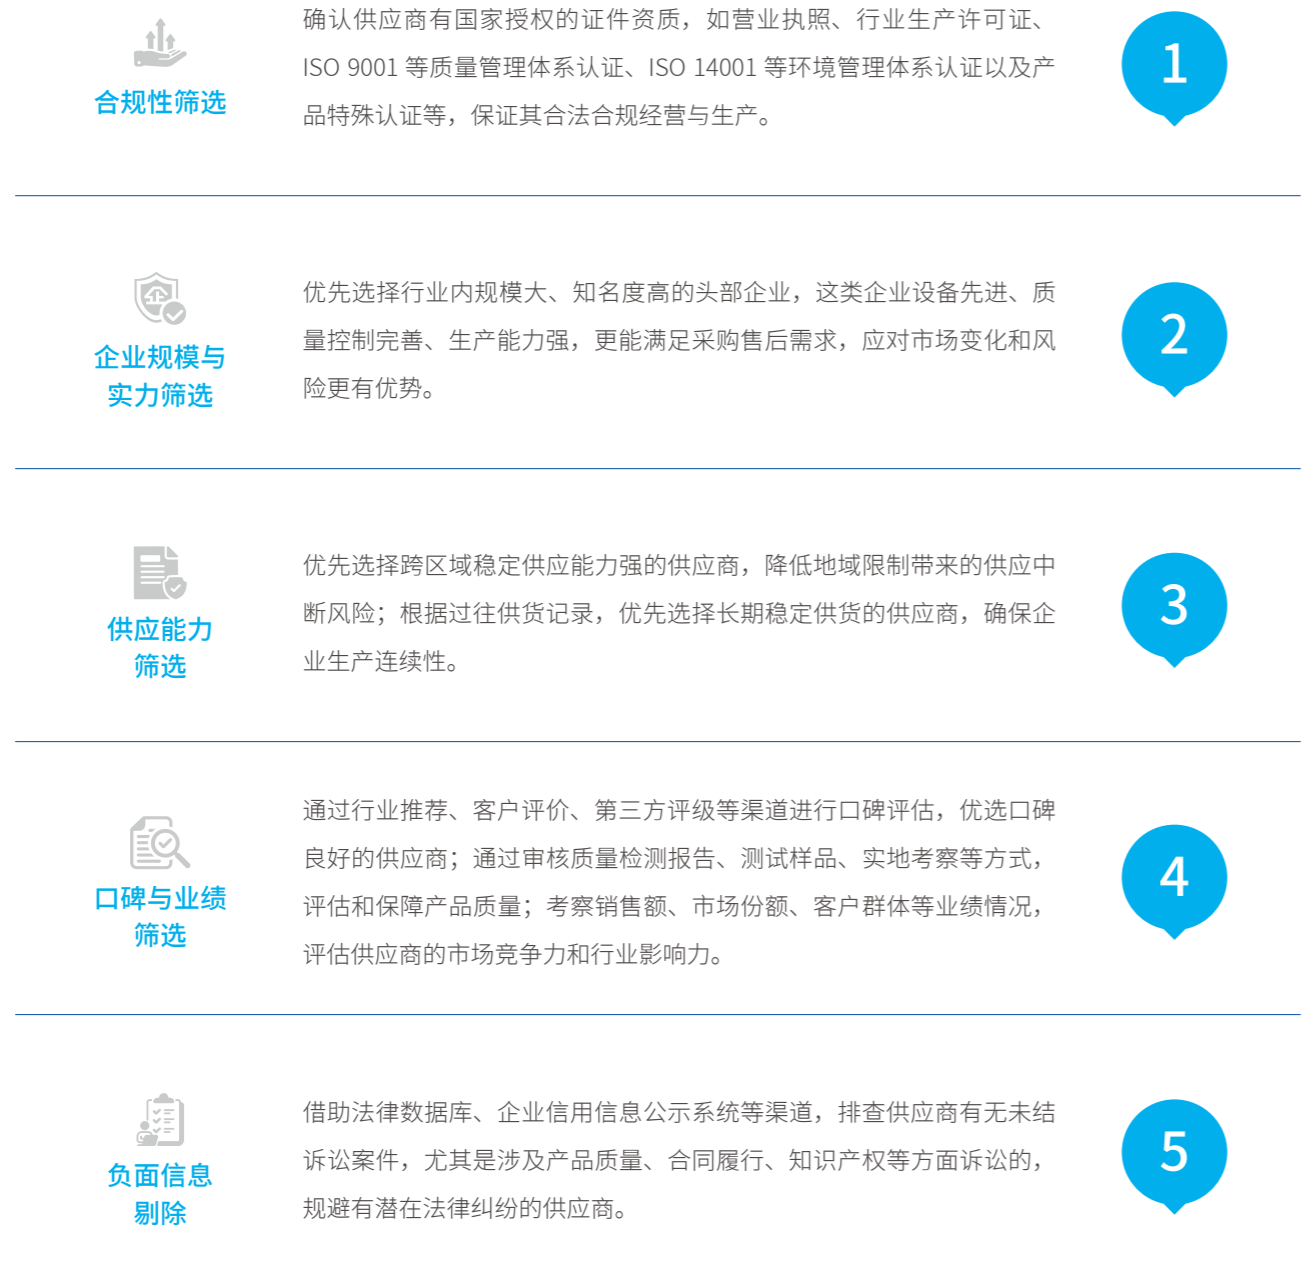 合规性筛选
确认供应商有国家授权的证件资质，如营业执照、行业生产许可证、
ISO 9001 等质量管理体系认证、ISO 14001 等环境管理体系认证以及产
品特殊认证等，保证其合法合规经营与生产。
1
企业规模与
实力筛选
优先选择行业内规模大、知名度高的头部企业，这类企业设备先进、质
量控制完善、生产能力强，更能满足采购售后需求，应对市场变化和风
险更有优势。
2
供应能力
筛选
优先选择跨区域稳定供应能力强的供应商，降低地域限制带来的供应中
断风险；根据过往供货记录，优先选择长期稳定供货的供应商，确保企
业生产连续性。
3
口碑与业绩
筛选
通过行业推荐、客户评价、第三方评级等渠道进行口碑评估，优选口碑
良好的供应商；通过审核质量检测报告、测试样品、实地考察等方式，
评估和保障产品质量；考察销售额、市场份额、客户群体等业绩情况，
评估供应商的市场竞争力和行业影响力。
4
负面信息
剔除
借助法律数据库、企业信用信息公示系统等渠道，排查供应商有无未结
诉讼案件，尤其是涉及产品质量、合同履行、知识产权等方面诉讼的，
规避有潜在法律纠纷的供应商。
5